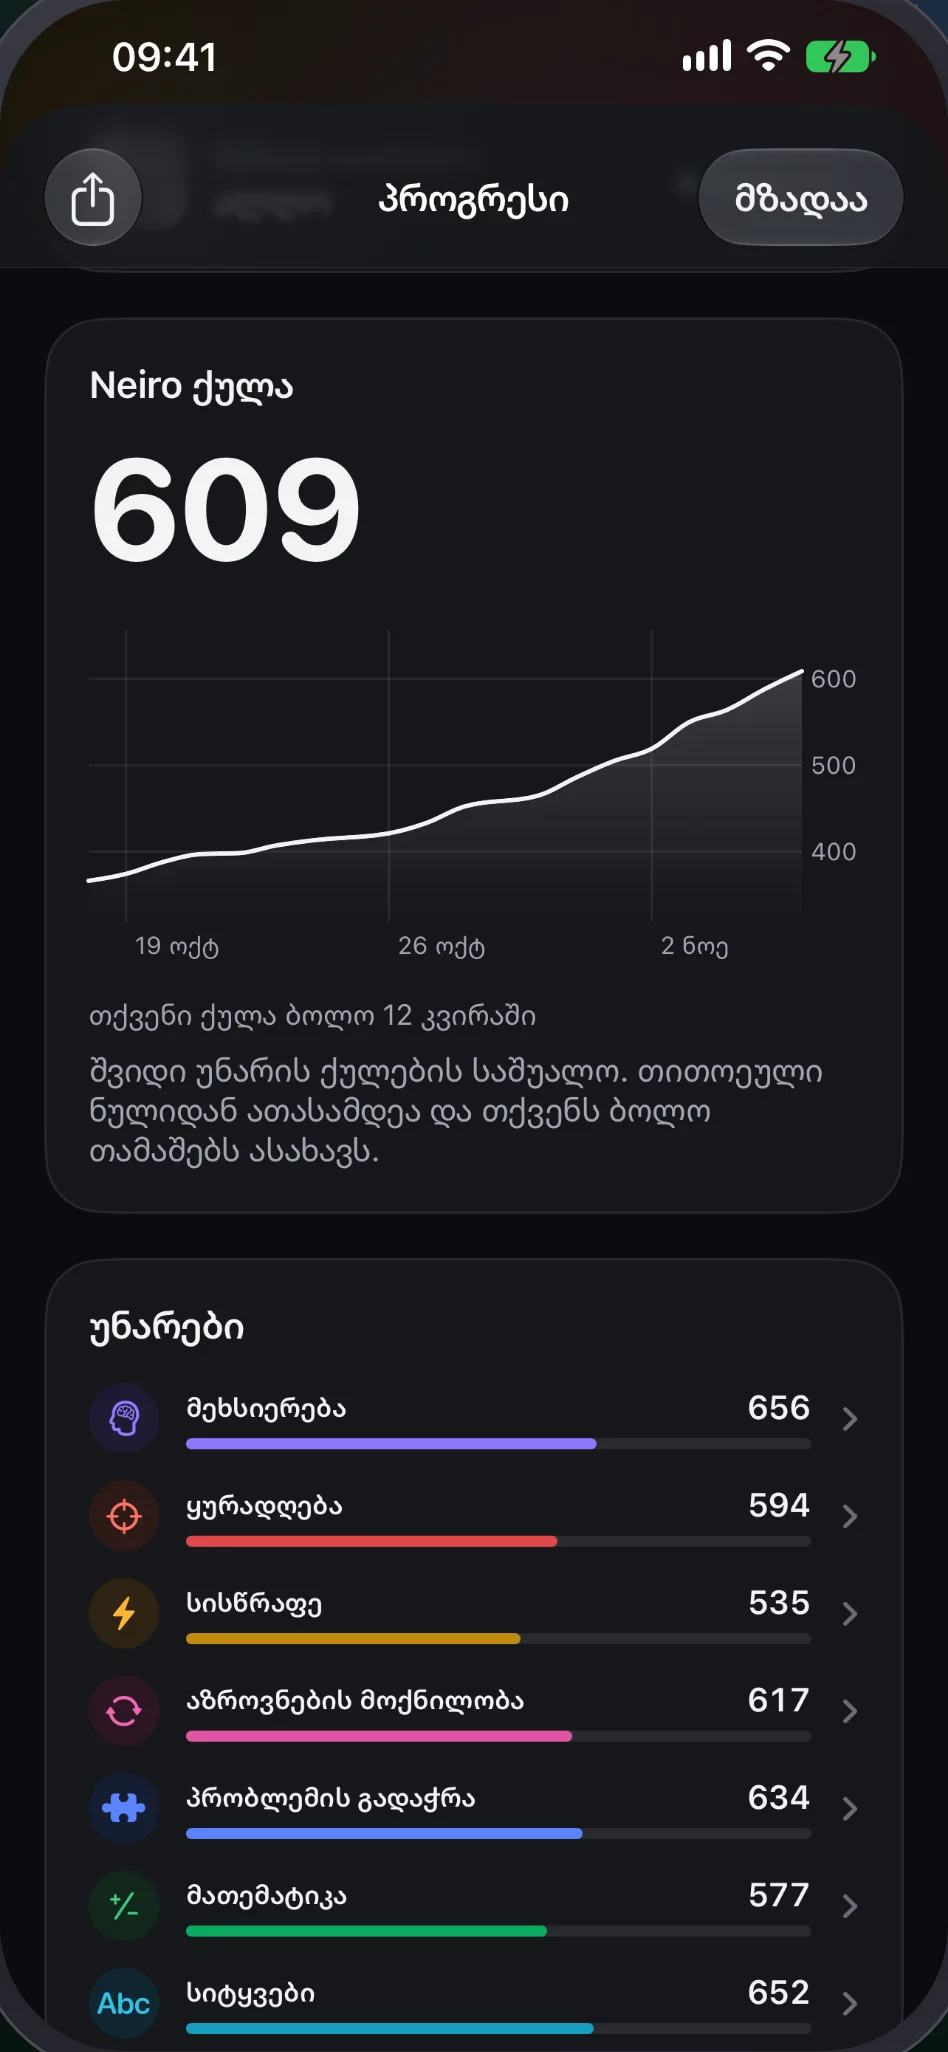 09:41
პროგრესი
მზადაა
Neiro ქულა
609
600
500
400
19 ოქტ
26 ოქტ
2 ნოე
თქვენი ქულა ბოლო 12 კვირაში
შვიდი უნარის ქულების საშუალო. თითოეული
ნულიდან ათასამდეა და თქვენს ბოლო
თამაშებს ასახავს.
უნარები
მეხსიერება
656
ყურადღება
594
სისწრაფე
535
აზროვნების მოქნილობა
617
პრობლემის გადაჭრა
634
მათემატიკა
577
Abc
სიტყვები
652